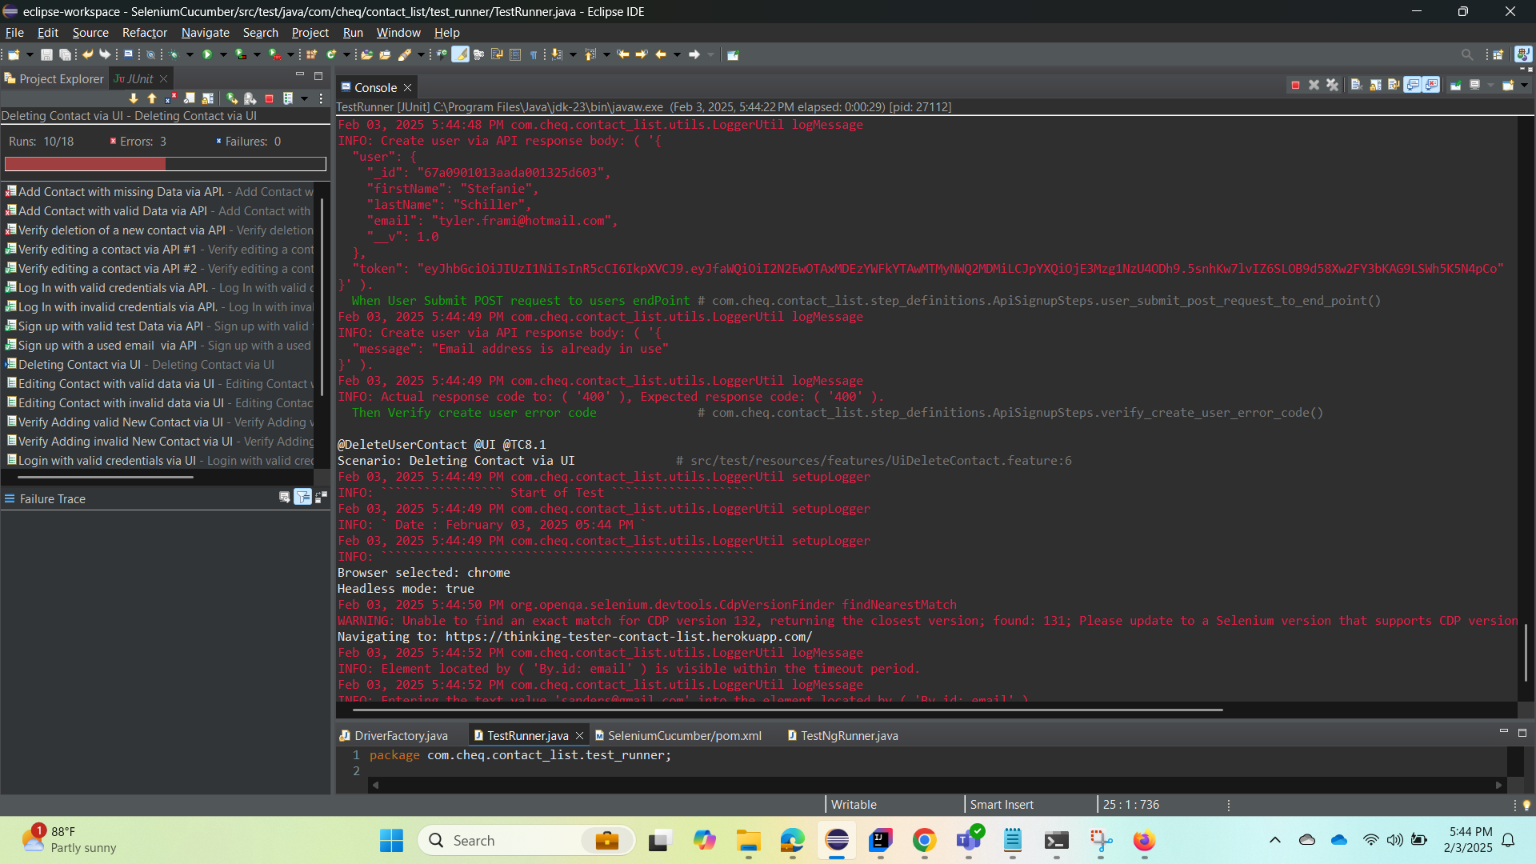 eclipse-workspace - SeleniumCucumber/src/test/java/com/cheq/contact_list/test_runner/TestRunner.java - Eclipse IDE
File Edit Source Refactor Navigate Search Project Run Window Help
Project Explorer JUnit
Deleting Contact via UI - Deleting Contact via UI
Runs: 10/18 Errors: 3 Failures: 0
Add Contact with missing Data via API. - Add Contact w
Add Contact with valid Data via API - Add Contact with
Verify deletion of a new contact via API - Verify deletion
Verify editing a contact via API #1 - Verify editing a cont
Verify editing a contact via API #2 - Verify editing a cont
Log In with valid credentials via API. - Log In with valid c
Log In with invalid credentials via API. - Log In with inval
Sign up with valid test Data via API - Sign up with valid
Sign up with a used email via API - Sign up with a used
Deleting Contact via UI - Deleting Contact via UI
Editing Contact with valid data via UI - Editing Contact
Editing Contact with invalid data via UI - Editing Contac
Verify Adding valid New Contact via UI - Verify Adding v
Verify Adding invalid New Contact via UI - Verify Adding
Login with valid credentials via UI - Login with valid cre
Failure Trace
Console
TestRunner [JUnit] C:\Program Files\Java\jdk-23\bin\javaw.exe (Feb 3, 2025, 5:44:22 PM elapsed: 0:00:29) [pid: 27112]
Feb 03, 2025 5:44:48 PM com.cheq.contact_list.utils.LoggerUtil logMessage
INFO: Create user via API response body: ( '{
"user": {
"_id": "67a0901013aada001325d603",
"firstName": "Stefanie",
"lastName": "Schiller",
"email": "tyler.frami@hotmail.com",
"__v": 1.0
},
"token": "eyJhbGciOiJIUzI1NiIsInR5cCI6IkpXVCJ9.eyJfaWQiOiI2N2EwOTAxMDEzYWFkYTAwMTMyNWQ2MDMiLCJpYXQiOjE3Mzg1NzU4ODh9.5snhKw7lvIZ6SLOB9d58Xw2FY3bKAG9LSWh5K5N4pCo"
}' ).
When User Submit POST request to users endPoint # com.cheq.contact_list.step_definitions.ApiSignupSteps.user_submit_post_request_to_end_point()
Feb 03, 2025 5:44:49 PM com.cheq.contact_list.utils.LoggerUtil logMessage
INFO: Create user via API response body: ( '{
"message": "Email address is already in use"
}' ).
Feb 03, 2025 5:44:49 PM com.cheq.contact_list.utils.LoggerUtil logMessage
INFO: Actual response code to: ( '400' ), Expected response code: ( '400' ).
Then Verify create user error code # com.cheq.contact_list.step_definitions.ApiSignupSteps.verify_create_user_error_code()
@DeleteUserContact @UI @TC8.1
Scenario: Deleting Contact via UI # src/test/resources/features/UiDeleteContact.feature:6
Feb 03, 2025 5:44:49 PM com.cheq.contact_list.utils.LoggerUtil setupLogger
INFO: ````````````````` Start of Test ````````````````````
Feb 03, 2025 5:44:49 PM com.cheq.contact_list.utils.LoggerUtil setupLogger
INFO: ` Date : February 03, 2025 05:44 PM `
Feb 03, 2025 5:44:49 PM com.cheq.contact_list.utils.LoggerUtil setupLogger
INFO: ````````````````````````````````````````````````````
Browser selected: chrome
Headless mode: true
Feb 03, 2025 5:44:50 PM org.openqa.selenium.devtools.CdpVersionFinder findNearestMatch
WARNING: Unable to find an exact match for CDP version 132, returning the closest version; found: 131; Please update to a Selenium version that supports CDP version
Navigating to: https://thinking-tester-contact-list.herokuapp.com/
Feb 03, 2025 5:44:52 PM com.cheq.contact_list.utils.LoggerUtil logMessage
INFO: Element located by ( 'By.id: email' ) is visible within the timeout period.
Feb 03, 2025 5:44:52 PM com.cheq.contact_list.utils.LoggerUtil logMessage
INFO: Entering the text value 'sanders@gmail.com' into the element located by ( 'By.id: email' )
DriverFactory.java TestRunner.java SeleniumCucumber/pom.xml TestNgRunner.java
1 package com.cheq.contact_list.test_runner;
2
Writable Smart Insert 25 : 1 : 736
1 88°F
Partly sunny
Search
5:44 PM
2/3/2025